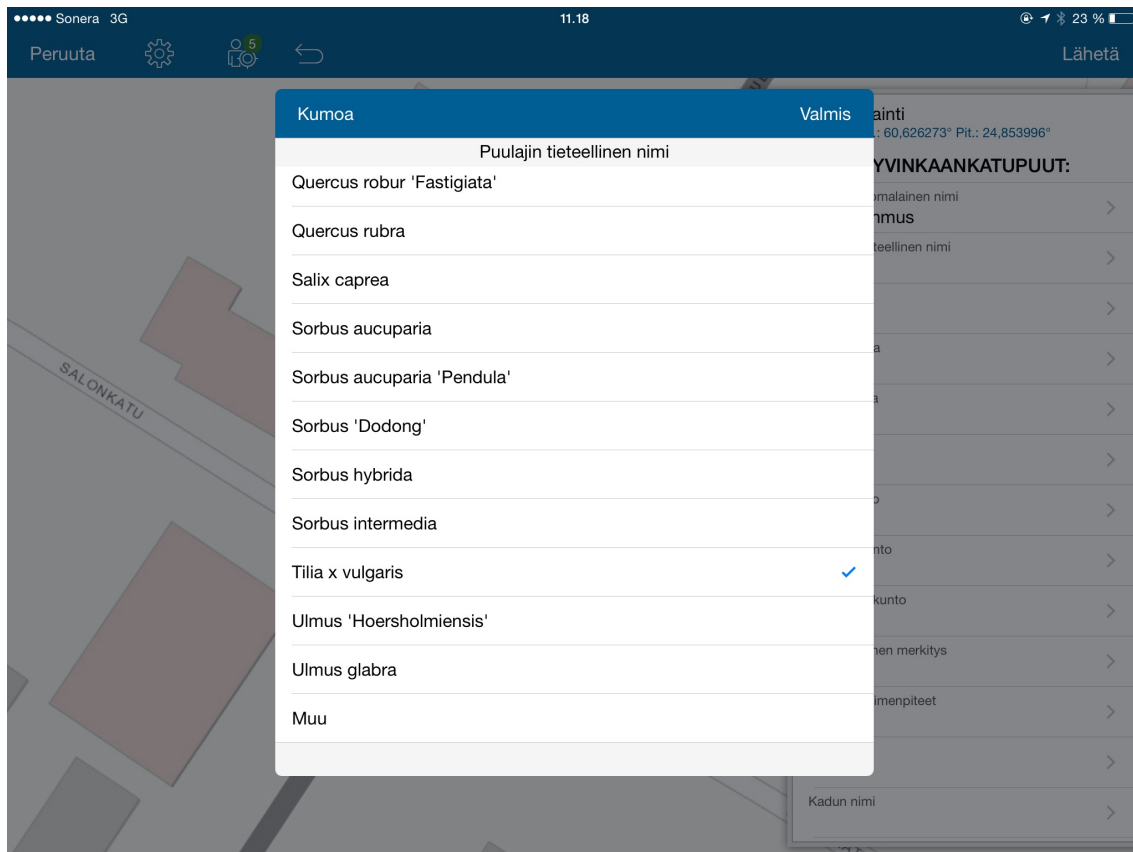 Sonera 3G 11.18 23 %
Peruuta 5 Lähetä
Kumoa Valmis
Puulajin tieteellinen nimi
Quercus robur 'Fastigiata'
Quercus rubra
Salix caprea
Sorbus aucuparia
Sorbus aucuparia 'Pendula'
Sorbus 'Dodong'
Sorbus hybrida
Sorbus intermedia
Tilia x vulgaris
Ulmus 'Hoersholmiensis'
Ulmus glabra
Muu
SALONKATU
ainti
.: 60,626273° Pit.: 24,853996°
YVINKAANKATUPUUT:
omalainen nimi
nmus
teellinen nimi
a
a
o
nto
kunto
nen merkitys
imenpiteet
Kadun nimi